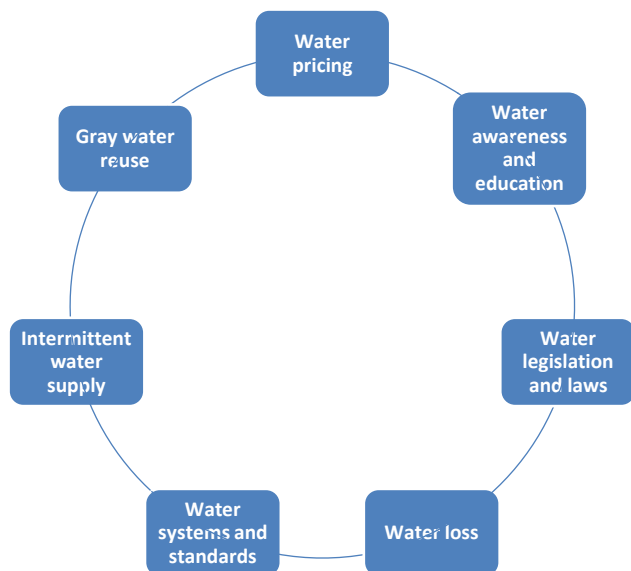 Water
pricing
Water
awareness
and
education
Water
legislation
and laws
Water loss
Water
systems and
standards
Intermittent
water
supply
Gray water
reuse